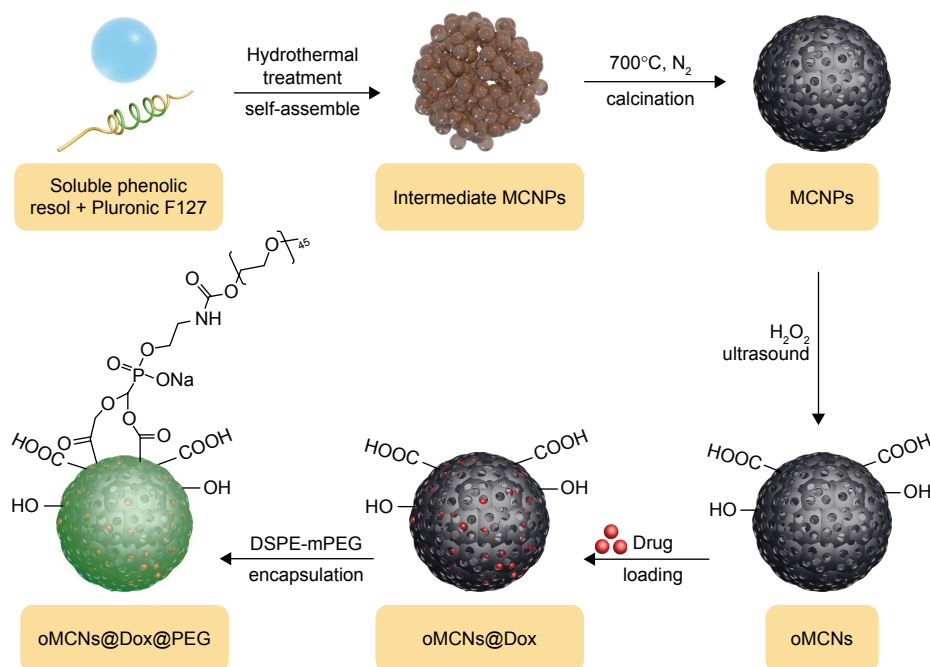 Hydrothermal
treatment
self-assemble
700°C, N₂
calcination
Soluble phenolic
resol + Pluronic F127
Intermediate MCNPs
MCNPs
H₂O₂
ultrasound
O
45
O
O
O
NH
O
O
P
ONa
O
O
O
O
HOOC
COOH
HO
OH
DSPE-mPEG
encapsulation
HOOC
COOH
HO
OH
Drug
loading
HOOC
COOH
HO
OH
oMCNs@Dox@PEG
oMCNs@Dox
oMCNs